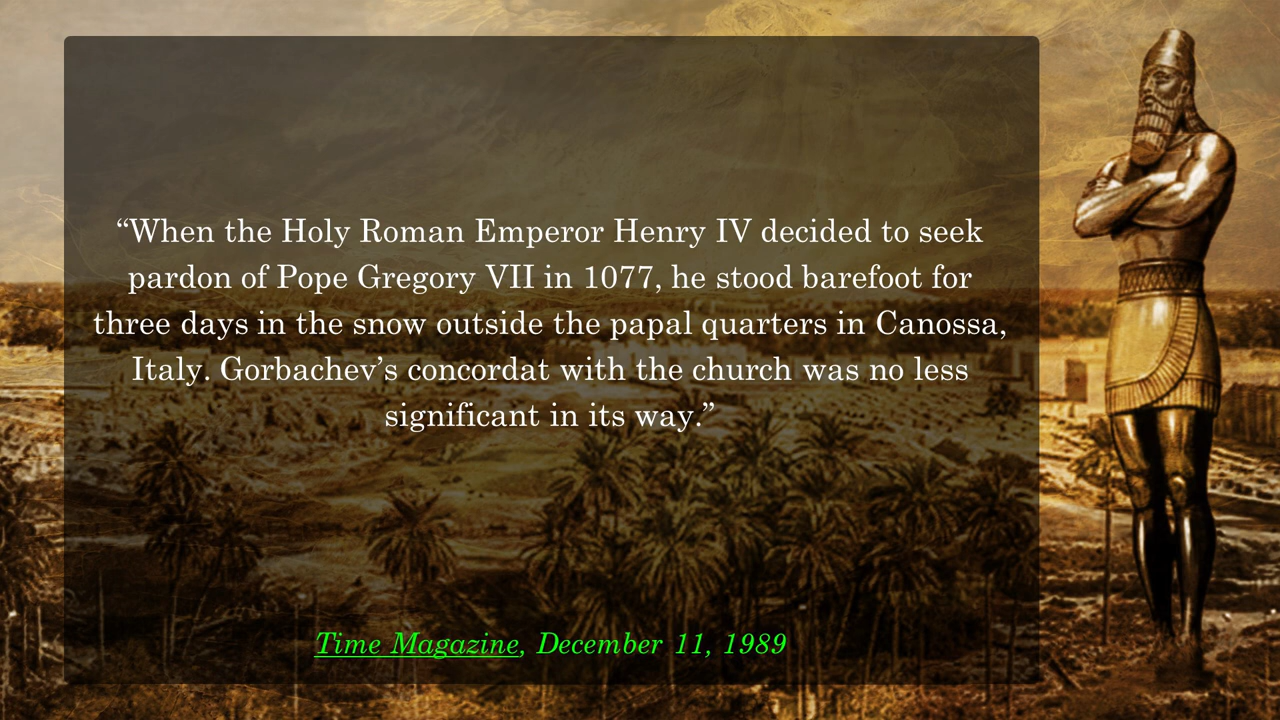 “When the Holy Roman Emperor Henry IV decided to seek
pardon of Pope Gregory VII in 1077, he stood barefoot for
three days in the snow outside the papal quarters in Canossa,
Italy. Gorbachev’s concordat with the church was no less
significant in its way.”
Time Magazine, December 11, 1989